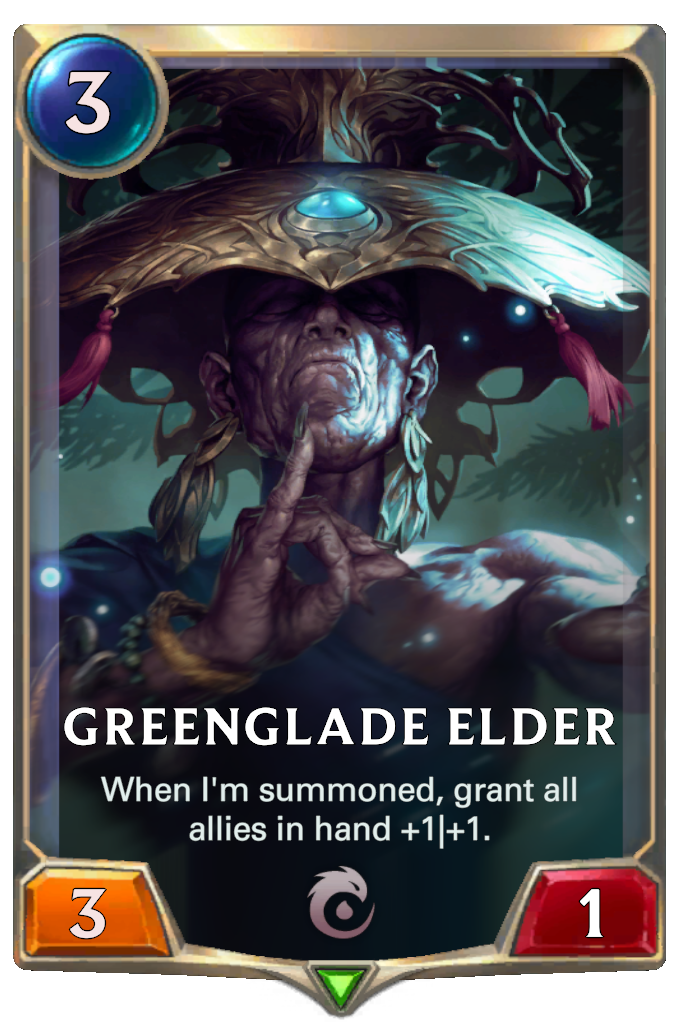 3
GREENGLADE ELDER
When I'm summoned, grant all
allies in hand +1|+1.
3
1